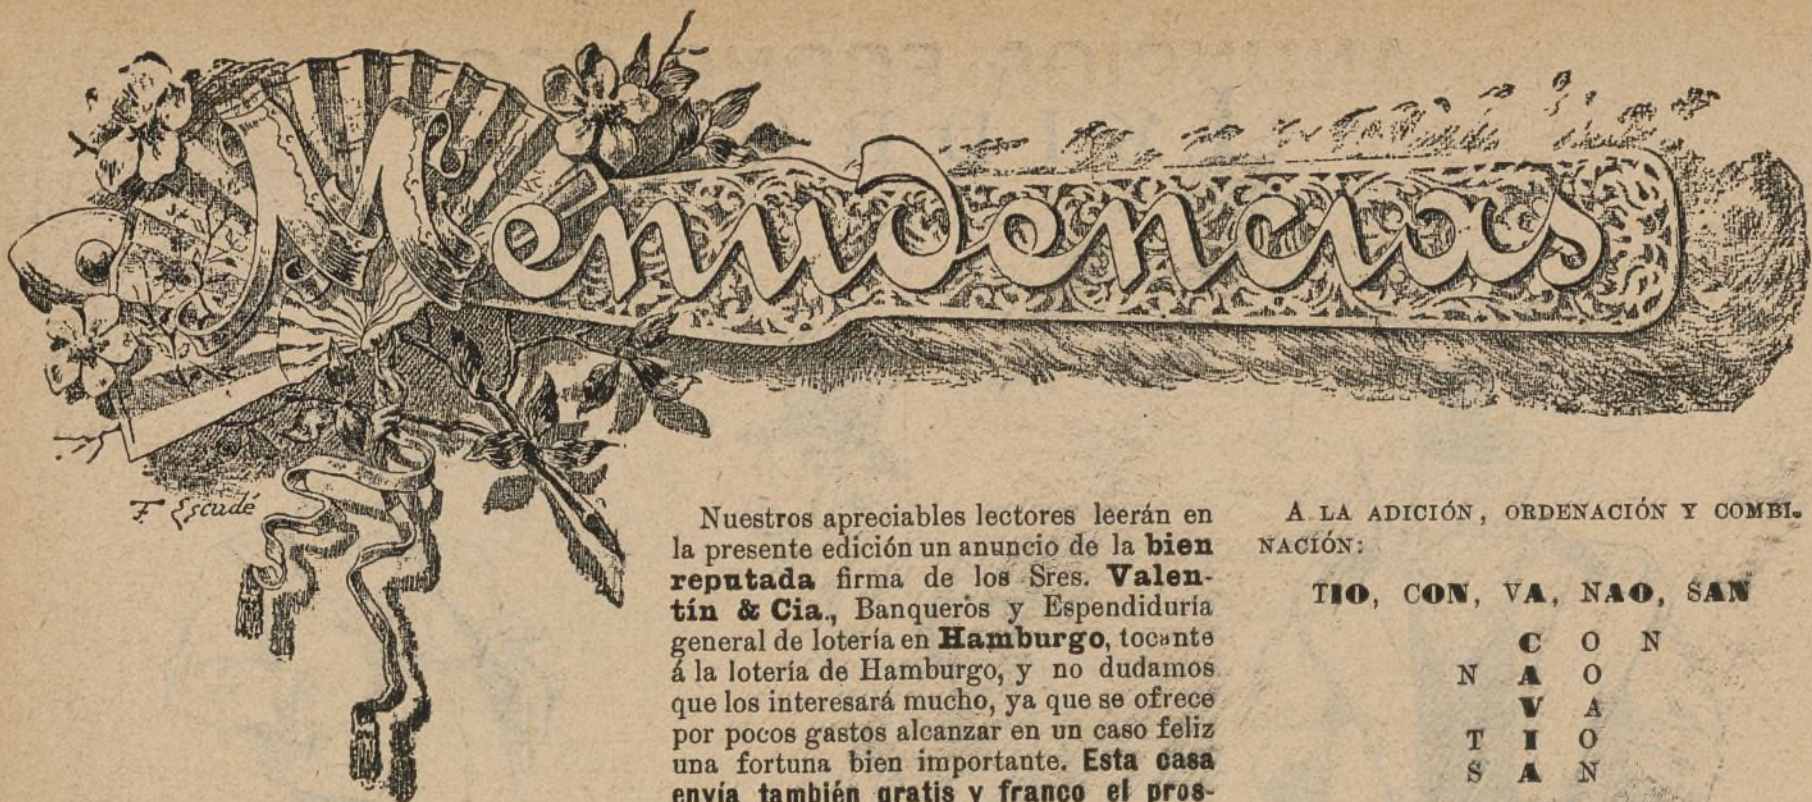 Menudencias
F. Escudé
Nuestros apreciables lectores leerán en
la presente edición un anuncio de la bien
reputada firma de los Sres. Valen-
tín & Cia., Banqueros y Espendiduría
general de lotería en Hamburgo, tocante
á la lotería de Hamburgo, y no dudamos
que los interesará mucho, ya que se ofrece
por pocos gastos alcanzar en un caso feliz
una fortuna bien importante. Esta casa
envía también gratis y franco el pros-
A LA ADICIÓN, ORDENACIÓN Y COMBI-
NACIÓN:
TIO, CON, VA, NAO, SAN
C O N
N A O
V A
T I O
S A N